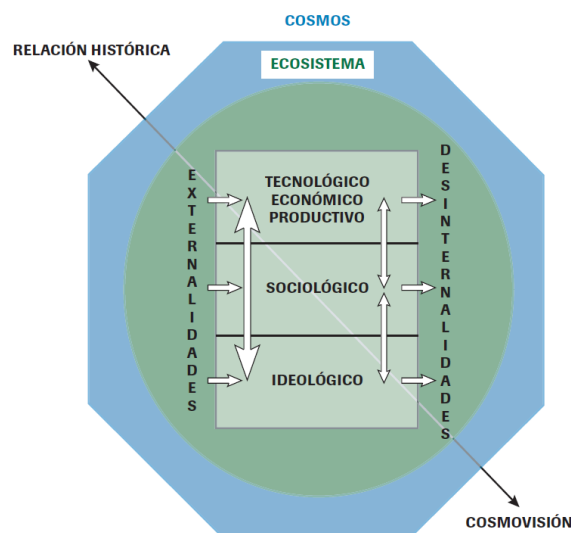 COSMOS
RELACIÓN HISTÓRICA
ECOSISTEMA
EXTERNALIDADES
TECNOLÓGICO
ECONÓMICO
PRODUCTIVO
SOCIOLÓGICO
IDEOLÓGICO
DESINTERNALIDADES
COSMOVISIÓN